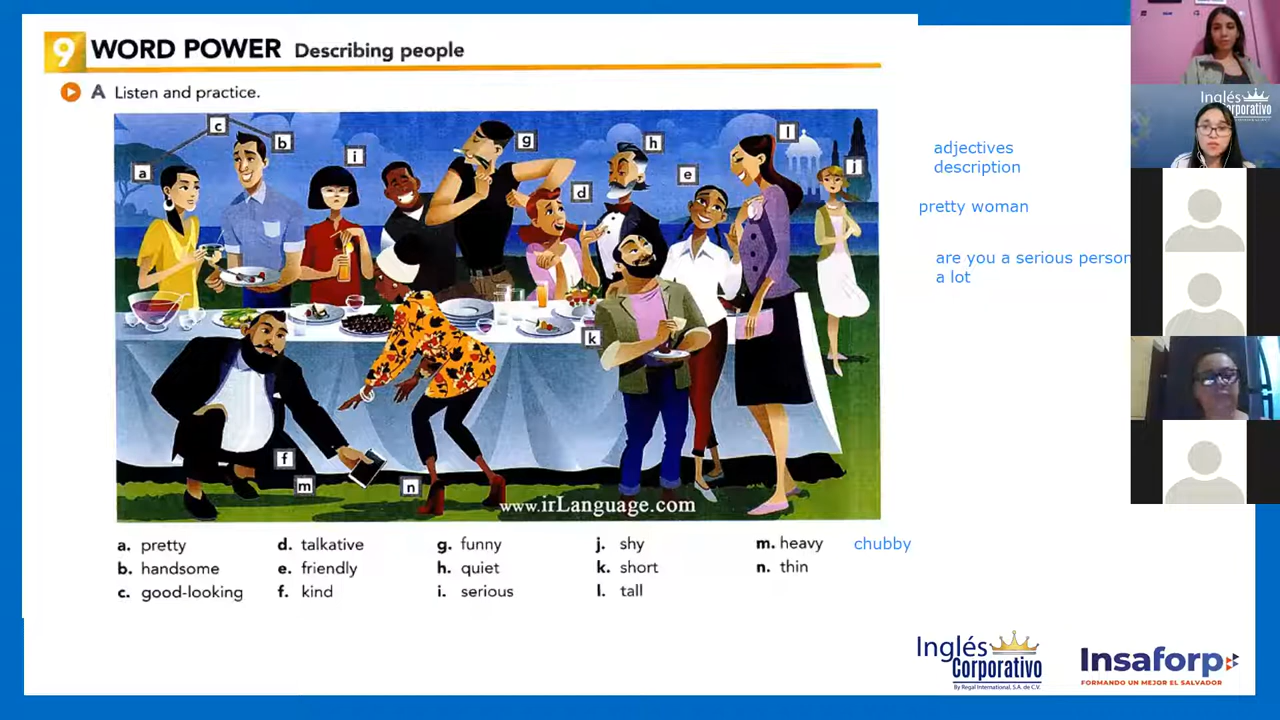 9 WORD POWER Describing people
A Listen and practice.
c
b
a
i
g
h
l
e
j
d
k
f
m
n
www.irLanguage.com
a. pretty
b. handsome
c. good-looking
d. talkative
e. friendly
f. kind
g. funny
h. quiet
i. serious
j. shy
k. short
l. tall
m. heavy chubby
n. thin
adjectives
description
pretty woman
are you a serious person
a lot
Inglés
Corporativo
Inglés
Corporativo
By Regal International, S.A. de C.V.
Insaforp
FORMANDO UN MEJOR EL SALVADOR